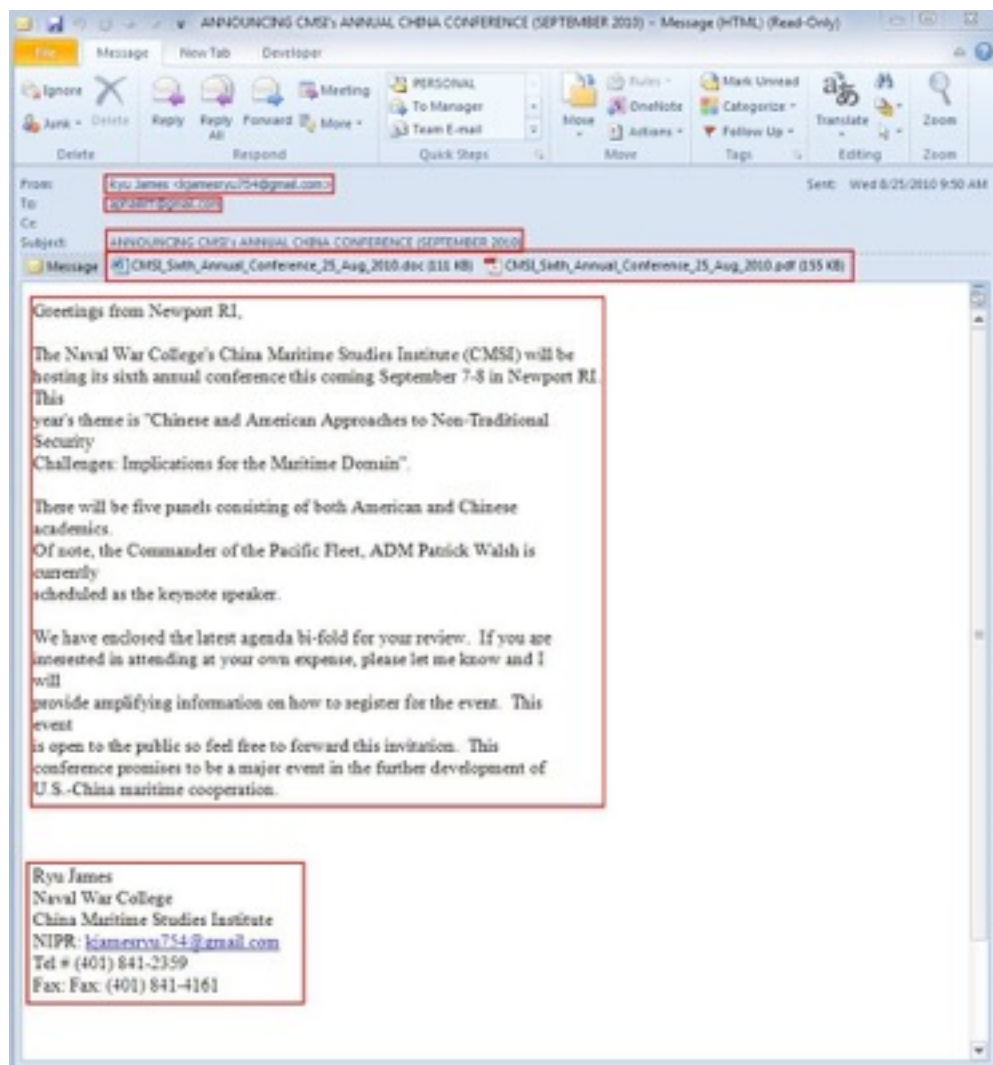 ANNOUNCING CMSI's ANNUAL CHINA CONFERENCE (SEPTEMBER 2010) - Message (HTML) (Read-Only)
File Message New Tab Developer
Ignore
Junk - Delete
Reply Reply All Forward
Meeting
More -
PERSONAL
To Manager
Team E-mail
Move
Rules -
OneNote
Actions -
Mark Unread
Categorize -
Follow Up -
Translate
Zoom
Delete Respond Quick Steps Move Tags Editing Zoom
From: Ryu James
Sent: Wed 8/25/2010 9:50 AM
To:
Cc
Subject: ANNOUNCING CMSI's ANNUAL CHINA CONFERENCE (SEPTEMBER 2010)
Message CMSI_Sixth_Annual_Conference_25_Aug_2010.doc (111 KB) CMSI_Sixth_Annual_Conference_25_Aug_2010.pdf (155 KB)
Greetings from Newport RI,
The Naval War College's China Maritime Studies Institute (CMSI) will be
hosting its sixth annual conference this coming September 7-8 in Newport RI.
This
year's theme is "Chinese and American Approaches to Non-Traditional
Security
Challenges: Implications for the Maritime Domain".
There will be five panels consisting of both American and Chinese
academics.
Of note, the Commander of the Pacific Fleet, ADM Patrick Walsh is
currently
scheduled as the keynote speaker.
We have enclosed the latest agenda bi-fold for your review. If you are
interested in attending at your own expense, please let me know and I
will
provide amplifying information on how to register for the event. This
event
is open to the public so feel free to forward this invitation. This
conference promises to be a major event in the further development of
U.S.-China maritime cooperation.
Ryu James
Naval War College
China Maritime Studies Institute
NIPR: kjamesryu754@gmail.com
Tel # (401) 841-2359
Fax: Fax: (401) 841-4161